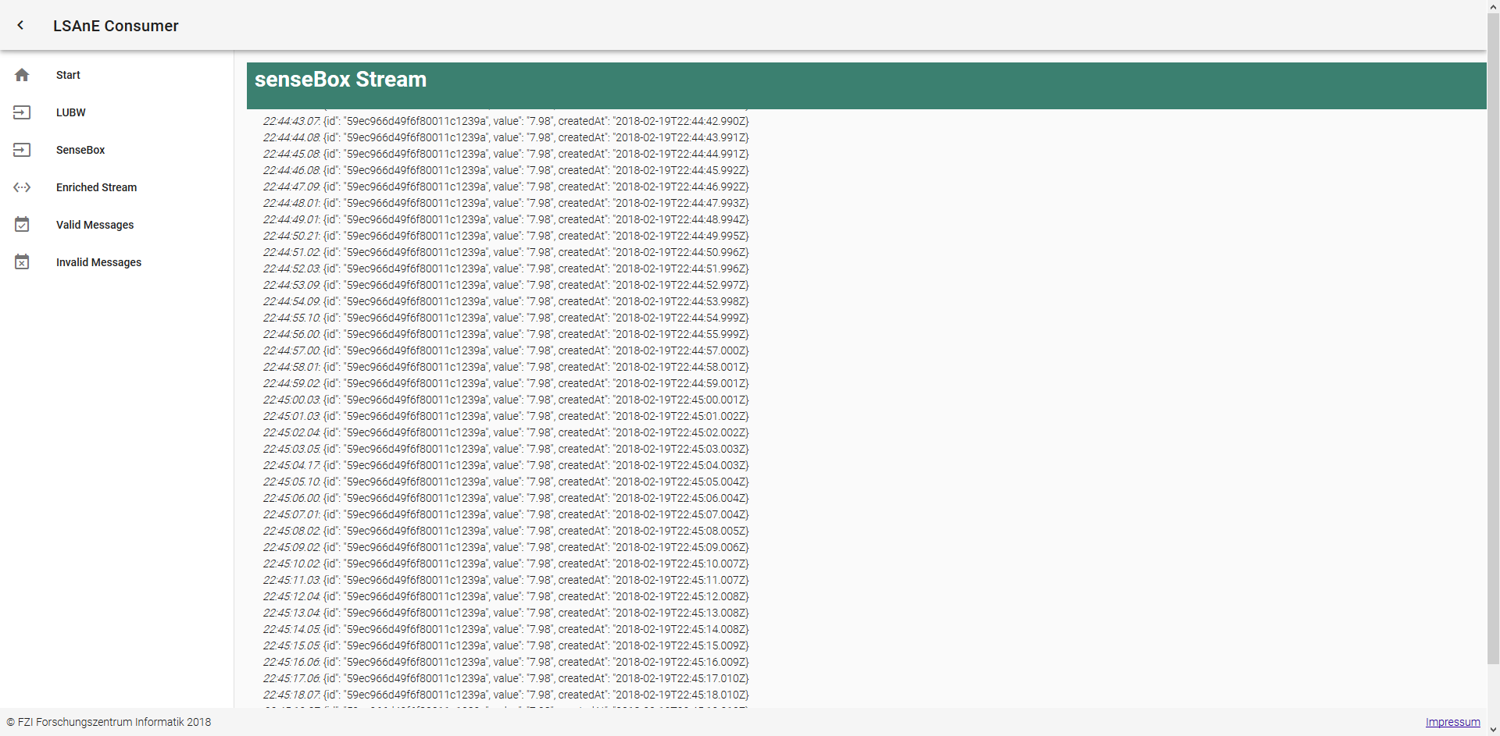 LSAnE Consumer
Start
LUBW
SenseBox
Enriched Stream
Valid Messages
Invalid Messages
senseBox Stream
22:44:43.07: {id": "59ec966d49f6f80011c1239a", value": "7.98", createdAt": "2018-02-19T22:44:42.990Z}
22:44:44.08: {id": "59ec966d49f6f80011c1239a", value": "7.98", createdAt": "2018-02-19T22:44:43.991Z}
22:44:45.08: {id": "59ec966d49f6f80011c1239a", value": "7.98", createdAt": "2018-02-19T22:44:44.991Z}
22:44:46.08: {id": "59ec966d49f6f80011c1239a", value": "7.98", createdAt": "2018-02-19T22:44:45.992Z}
22:44:47.09: {id": "59ec966d49f6f80011c1239a", value": "7.98", createdAt": "2018-02-19T22:44:46.992Z}
22:44:48.01: {id": "59ec966d49f6f80011c1239a", value": "7.98", createdAt": "2018-02-19T22:44:47.993Z}
22:44:49.01: {id": "59ec966d49f6f80011c1239a", value": "7.98", createdAt": "2018-02-19T22:44:48.994Z}
22:44:50.21: {id": "59ec966d49f6f80011c1239a", value": "7.98", createdAt": "2018-02-19T22:44:49.995Z}
22:44:51.02: {id": "59ec966d49f6f80011c1239a", value": "7.98", createdAt": "2018-02-19T22:44:50.996Z}
22:44:52.03: {id": "59ec966d49f6f80011c1239a", value": "7.98", createdAt": "2018-02-19T22:44:51.996Z}
22:44:53.09: {id": "59ec966d49f6f80011c1239a", value": "7.98", createdAt": "2018-02-19T22:44:52.997Z}
22:44:54.09: {id": "59ec966d49f6f80011c1239a", value": "7.98", createdAt": "2018-02-19T22:44:53.998Z}
22:44:55.10: {id": "59ec966d49f6f80011c1239a", value": "7.98", createdAt": "2018-02-19T22:44:54.999Z}
22:44:56.00: {id": "59ec966d49f6f80011c1239a", value": "7.98", createdAt": "2018-02-19T22:44:55.999Z}
22:44:57.00: {id": "59ec966d49f6f80011c1239a", value": "7.98", createdAt": "2018-02-19T22:44:57.000Z}
22:44:58.01: {id": "59ec966d49f6f80011c1239a", value": "7.98", createdAt": "2018-02-19T22:44:58.001Z}
22:44:59.02: {id": "59ec966d49f6f80011c1239a", value": "7.98", createdAt": "2018-02-19T22:44:59.001Z}
22:45:00.03: {id": "59ec966d49f6f80011c1239a", value": "7.98", createdAt": "2018-02-19T22:45:00.001Z}
22:45:01.03: {id": "59ec966d49f6f80011c1239a", value": "7.98", createdAt": "2018-02-19T22:45:01.002Z}
22:45:02.04: {id": "59ec966d49f6f80011c1239a", value": "7.98", createdAt": "2018-02-19T22:45:02.002Z}
22:45:03.05: {id": "59ec966d49f6f80011c1239a", value": "7.98", createdAt": "2018-02-19T22:45:03.003Z}
22:45:04.17: {id": "59ec966d49f6f80011c1239a", value": "7.98", createdAt": "2018-02-19T22:45:04.003Z}
22:45:05.10: {id": "59ec966d49f6f80011c1239a", value": "7.98", createdAt": "2018-02-19T22:45:05.004Z}
22:45:06.00: {id": "59ec966d49f6f80011c1239a", value": "7.98", createdAt": "2018-02-19T22:45:06.004Z}
22:45:07.01: {id": "59ec966d49f6f80011c1239a", value": "7.98", createdAt": "2018-02-19T22:45:07.004Z}
22:45:08.02: {id": "59ec966d49f6f80011c1239a", value": "7.98", createdAt": "2018-02-19T22:45:08.005Z}
22:45:09.02: {id": "59ec966d49f6f80011c1239a", value": "7.98", createdAt": "2018-02-19T22:45:09.006Z}
22:45:10.02: {id": "59ec966d49f6f80011c1239a", value": "7.98", createdAt": "2018-02-19T22:45:10.007Z}
22:45:11.03: {id": "59ec966d49f6f80011c1239a", value": "7.98", createdAt": "2018-02-19T22:45:11.007Z}
22:45:12.04: {id": "59ec966d49f6f80011c1239a", value": "7.98", createdAt": "2018-02-19T22:45:12.008Z}
22:45:13.04: {id": "59ec966d49f6f80011c1239a", value": "7.98", createdAt": "2018-02-19T22:45:13.008Z}
22:45:14.05: {id": "59ec966d49f6f80011c1239a", value": "7.98", createdAt": "2018-02-19T22:45:14.008Z}
22:45:15.05: {id": "59ec966d49f6f80011c1239a", value": "7.98", createdAt": "2018-02-19T22:45:15.009Z}
22:45:16.06: {id": "59ec966d49f6f80011c1239a", value": "7.98", createdAt": "2018-02-19T22:45:16.009Z}
22:45:17.06: {id": "59ec966d49f6f80011c1239a", value": "7.98", createdAt": "2018-02-19T22:45:17.010Z}
22:45:18.07: {id": "59ec966d49f6f80011c1239a", value": "7.98", createdAt": "2018-02-19T22:45:18.010Z}
© FZI Forschungszentrum Informatik 2018
Impressum